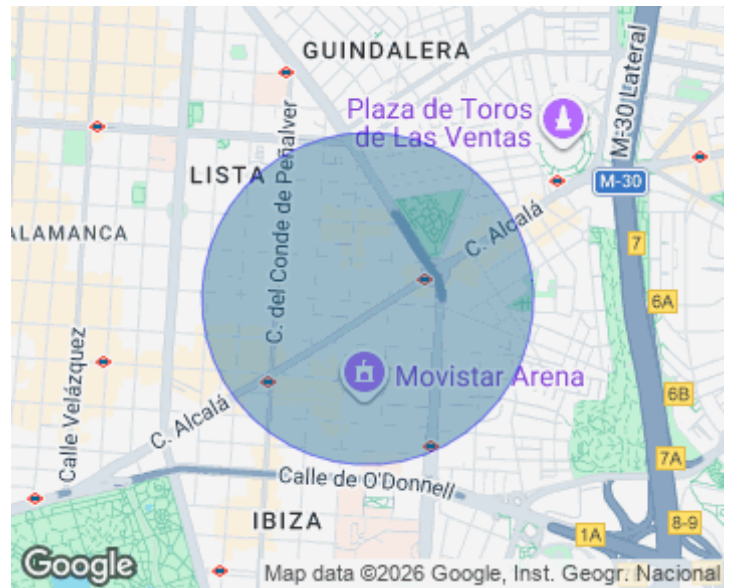 GUINDALERA
Plaza de Toros
de Las Ventas
M-30 Lateral
M-30
LISTA
C. del Conde de Peñalver
ALAMANCA
C. Alcalá
7
6A
Calle Velázquez
Movistar Arena
6B
C. Alcalá
7A
Calle de O'Donnell
8-9
IBIZA
1A
Google
Map data ©2026 Google, Inst. Geogr. Nacional